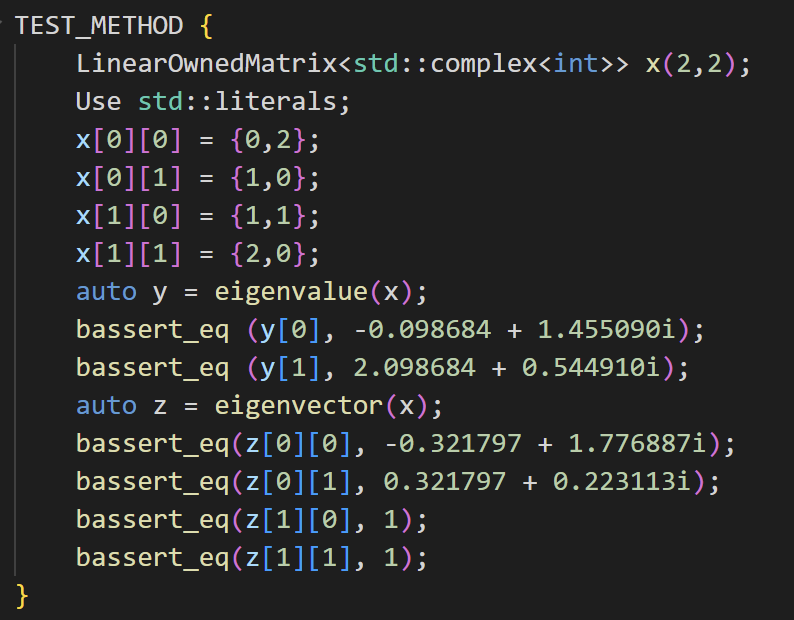 TEST_METHOD {
    LinearOwnedMatrix<std::complex<int>> x(2,2);
    Use std::literals;
    x[0][0] = {0,2};
    x[0][1] = {1,0};
    x[1][0] = {1,1};
    x[1][1] = {2,0};
    auto y = eigenvalue(x);
    bassert_eq (y[0], -0.098684 + 1.455090i);
    bassert_eq (y[1], 2.098684 + 0.544910i);
    auto z = eigenvector(x);
    bassert_eq(z[0][0], -0.321797 + 1.776887i);
    bassert_eq(z[0][1], 0.321797 + 0.223113i);
    bassert_eq(z[1][0], 1);
    bassert_eq(z[1][1], 1);
}